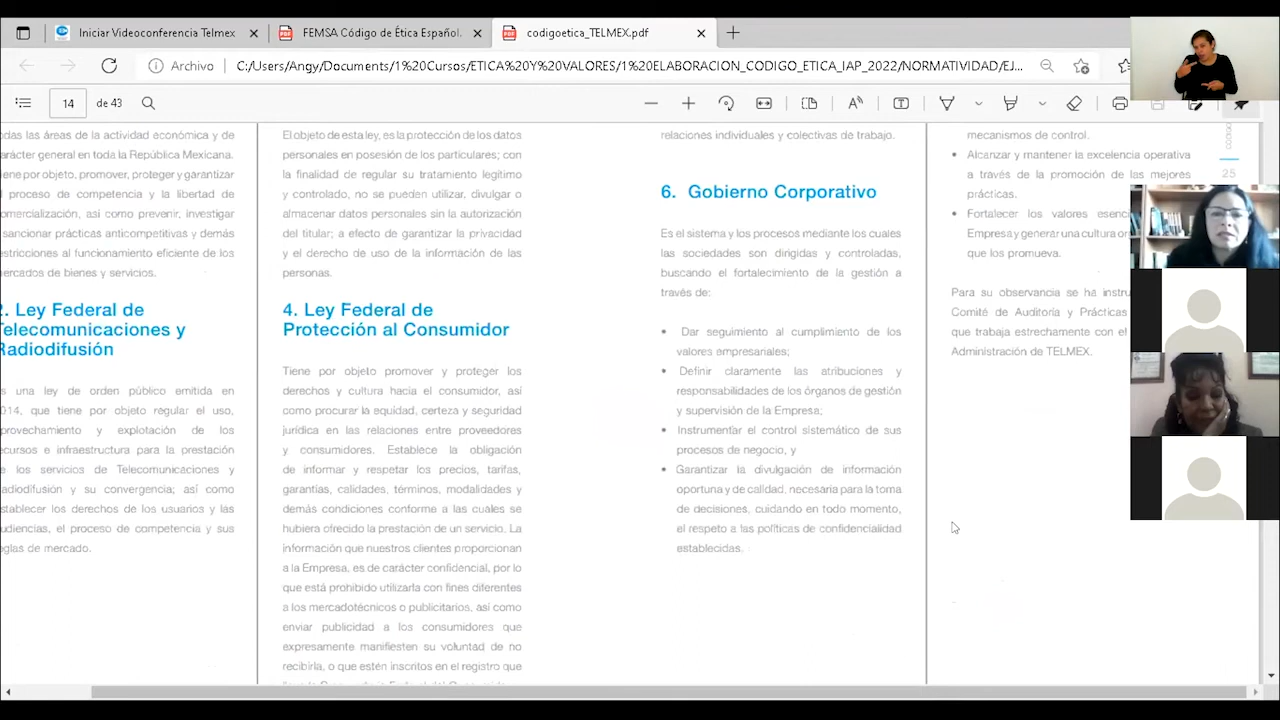 Iniciar Videoconferencia Telmex
FEMSA Código de Ética Español.
codigoetica_TELMEX.pdf
Archivo
C:/Users/Angy/Documents/1%20Cursos/ETICA%20Y%20VALORES/1%20ELABORACION_CODIGO_ETICA_IAP_2022/NORMATIVIDAD/EJ...
14
de 43
odas las áreas de la actividad económica y de
arácter general en toda la República Mexicana.
iene por objeto, promover, proteger y garantizar
l proceso de competencia y la libertad de
omercialización, así como prevenir, investigar
sancionar prácticas anticompetitivas y demás
estricciones al funcionamiento eficiente de los
ercados de bienes y servicios.
2. Ley Federal de
Telecomunicaciones y
Radiodifusión
s una ley de orden público emitida en
014, que tiene por objeto regular el uso,
provechamiento y explotación de los
ecursos e infraestructura para la prestación
e los servicios de Telecomunicaciones y
adiodifusión y su convergencia; así como
stablecer los derechos de los usuarios y las
udiencias, el proceso de competencia y sus
eglas de mercado.
El objeto de esta ley, es la protección de los datos
personales en posesión de los particulares; con
la finalidad de regular su tratamiento legítimo
y controlado, no se pueden utilizar, divulgar o
almacenar datos personales sin la autorización
del titular; a efecto de garantizar la privacidad
y el derecho de uso de la información de las
personas.
4. Ley Federal de
Protección al Consumidor
Tiene por objeto promover y proteger los
derechos y cultura hacia el consumidor, así
como procurar la equidad, certeza y seguridad
jurídica en las relaciones entre proveedores
y consumidores. Establece la obligación
de informar y respetar los precios, tarifas,
garantías, calidades, términos, modalidades y
demás condiciones conforme a las cuales se
hubiera ofrecido la prestación de un servicio. La
información que nuestros clientes proporcionan
a la Empresa, es de carácter confidencial, por lo
que está prohibido utilizarla con fines diferentes
a los mercadotécnicos o publicitarios, así como
enviar publicidad a los consumidores que
expresamente manifiesten su voluntad de no
recibirla, o que estén inscritos en el registro que
relaciones individuales y colectivas de trabajo.
6. Gobierno Corporativo
Es el sistema y los procesos mediante los cuales
las sociedades son dirigidas y controladas,
buscando el fortalecimiento de la gestión a
través de:
• Dar seguimiento al cumplimiento de los
valores empresariales;
• Definir claramente las atribuciones y
responsabilidades de los órganos de gestión
y supervisión de la Empresa;
• Instrumentar el control sistemático de sus
procesos de negocio, y
• Garantizar la divulgación de información
oportuna y de calidad, necesaria para la toma
de decisiones, cuidando en todo momento,
el respeto a las políticas de confidencialidad
establecidas.
mecanismos de control.
• Alcanzar y mantener la excelencia operativa
a través de la promoción de las mejores
prácticas.
• Fortalecer los valores esenci
Empresa y generar una cultura or
que los promueva.
Para su observancia se ha instru
Comité de Auditoría y Prácticas
que trabaja estrechamente con el
Administración de TELMEX.
25